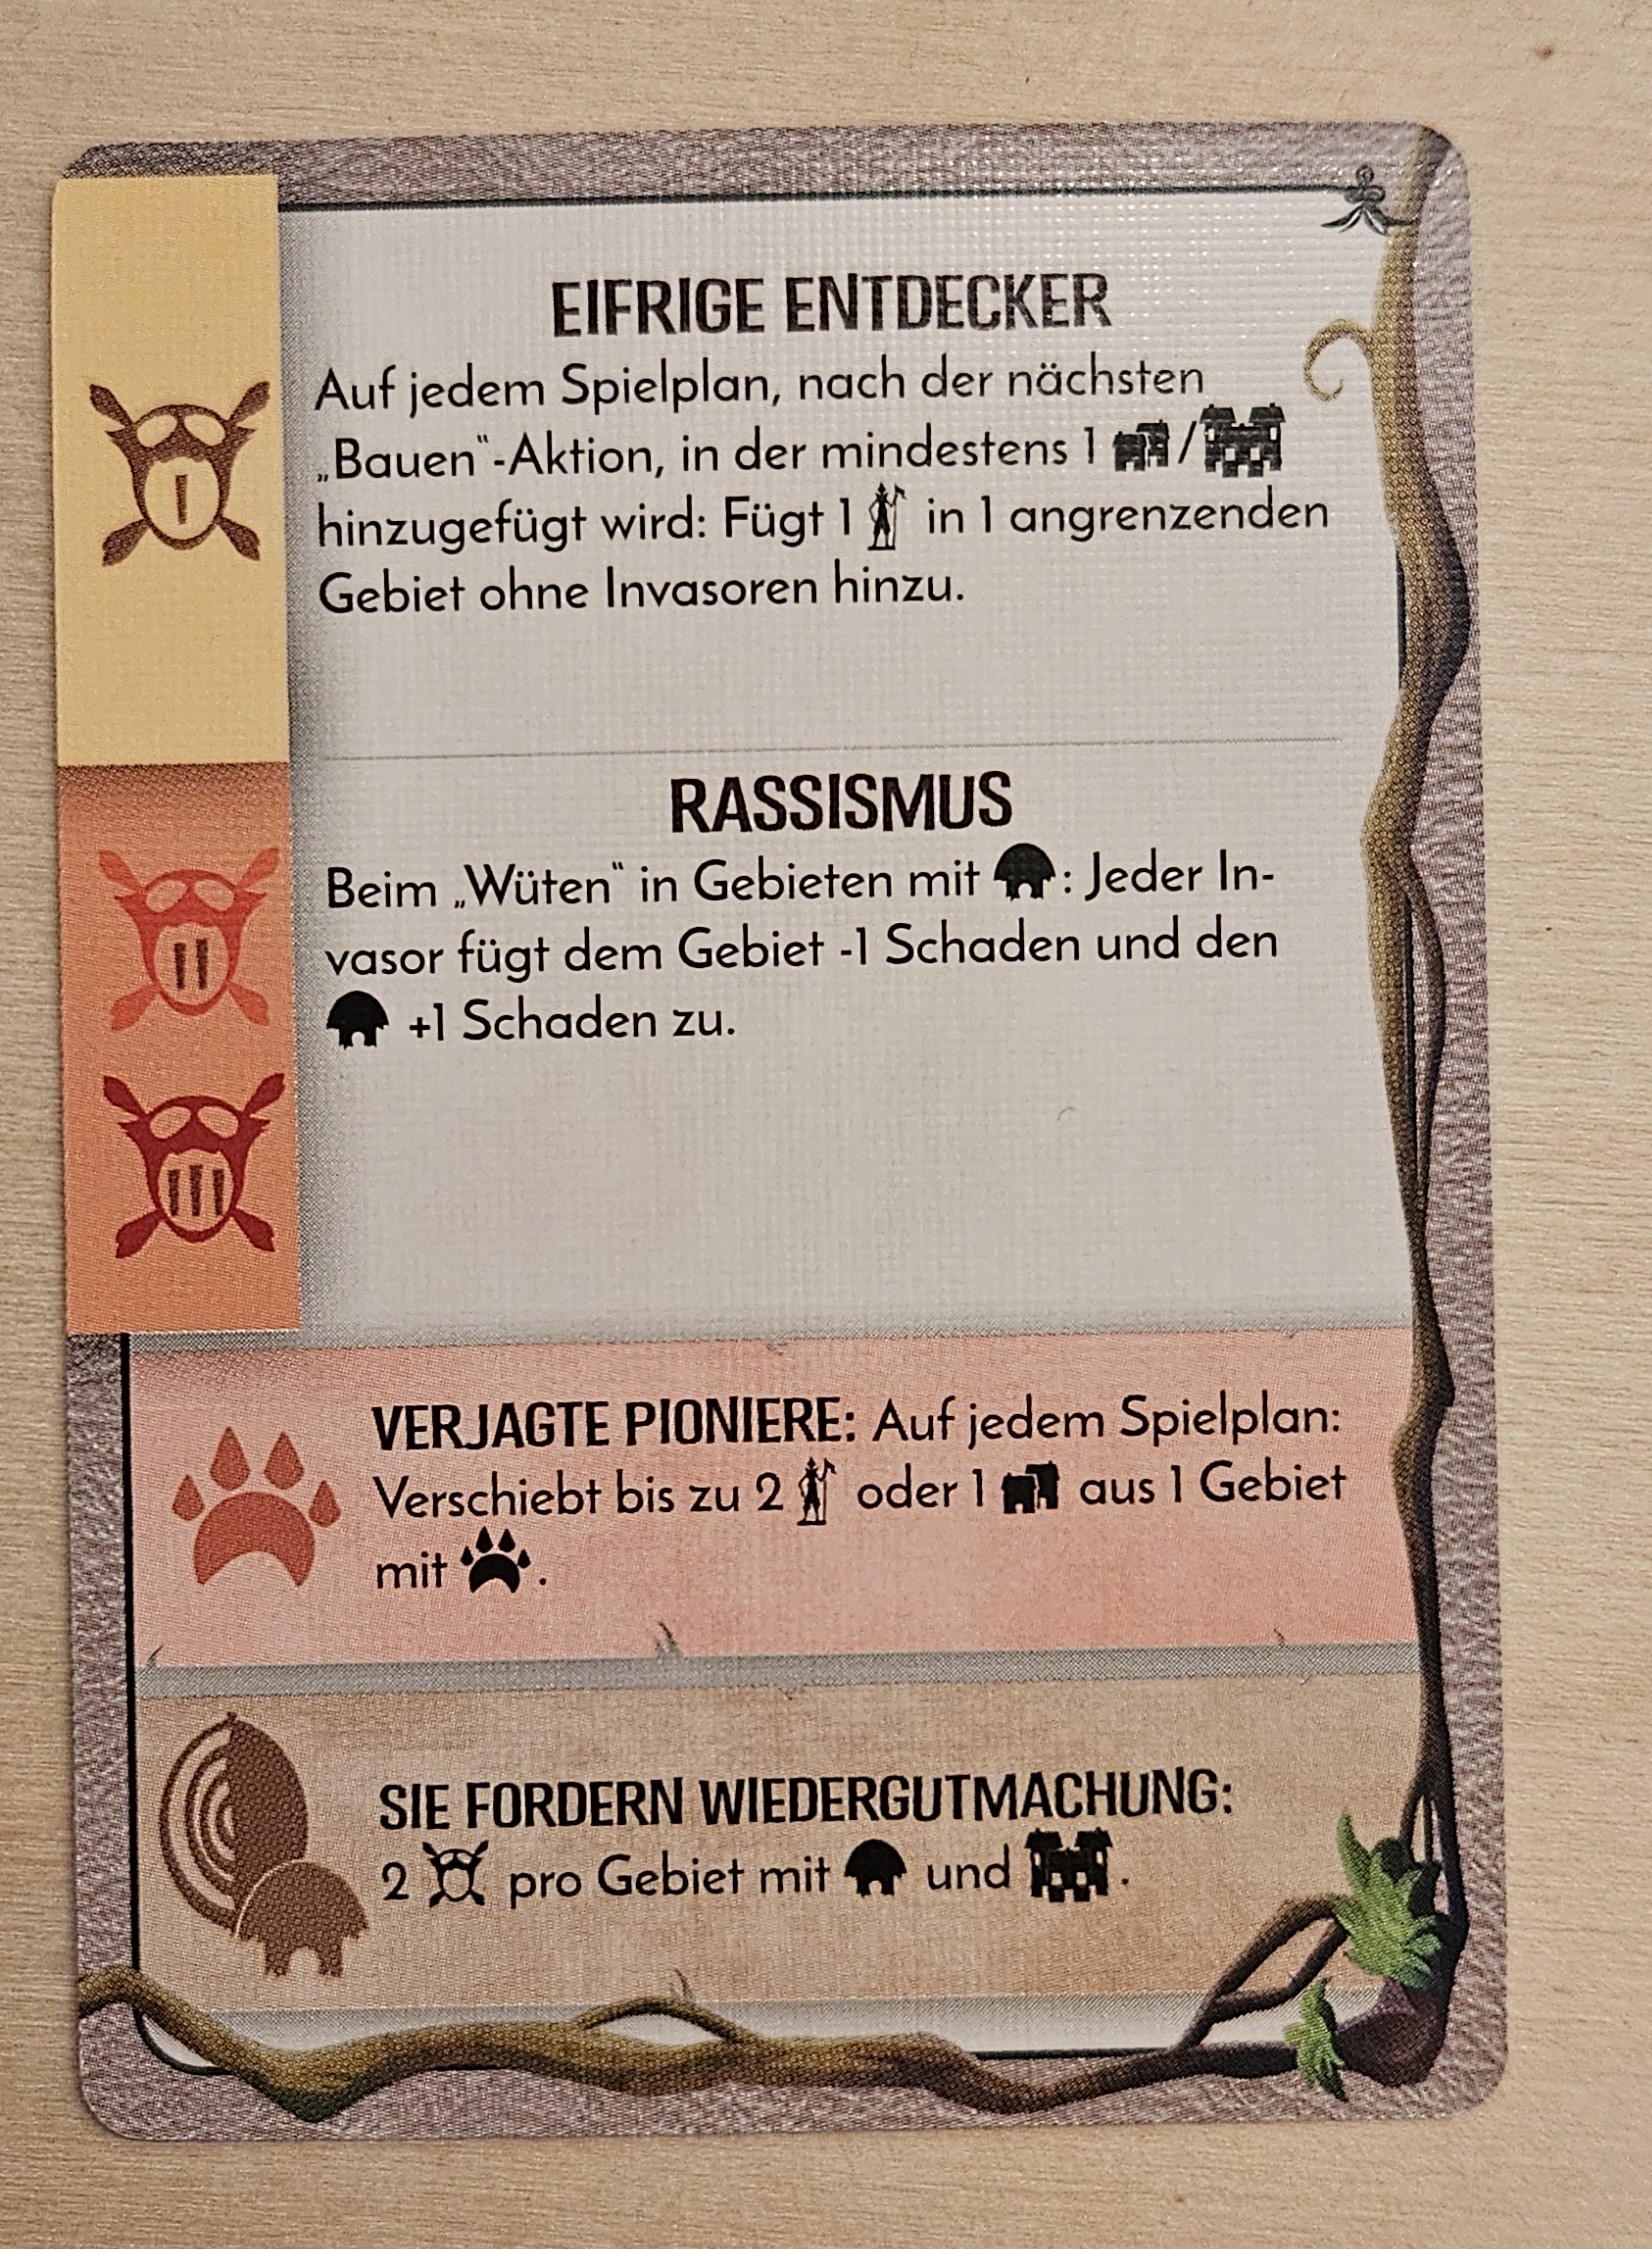 EIFRIGE ENTDECKER
Auf jedem Spielplan, nach der nächsten
„Bauen“-Aktion, in der mindestens 1 /
hinzugefügt wird: Fügt 1 in 1 angrenzenden
Gebiet ohne Invasoren hinzu.
I
RASSISMUS
Beim „Wüten“ in Gebieten mit : Jeder In-
vasor fügt dem Gebiet -1 Schaden und den
+1 Schaden zu.
II
III
VERJAGTE PIONIERE: Auf jedem Spielplan:
Verschiebt bis zu 2 oder 1 aus 1 Gebiet
mit .
SIE FORDERN WIEDERGUTMACHUNG:
2 pro Gebiet mit und .